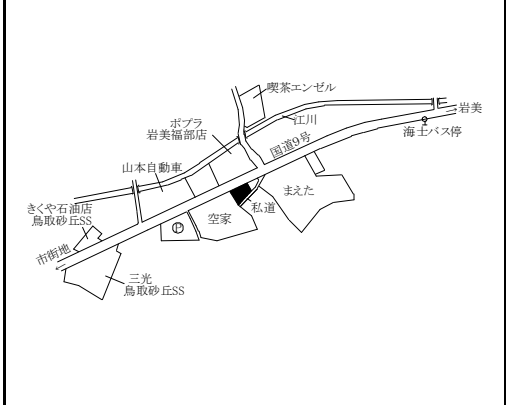 喫茶エンゼル
岩美
ポプラ
岩美福部店
江川
国道9号
海士バス停
山本自動車
まえた
きくや石油店
鳥取砂丘SS
私道
空家
P
市街地
三光
鳥取砂丘SS